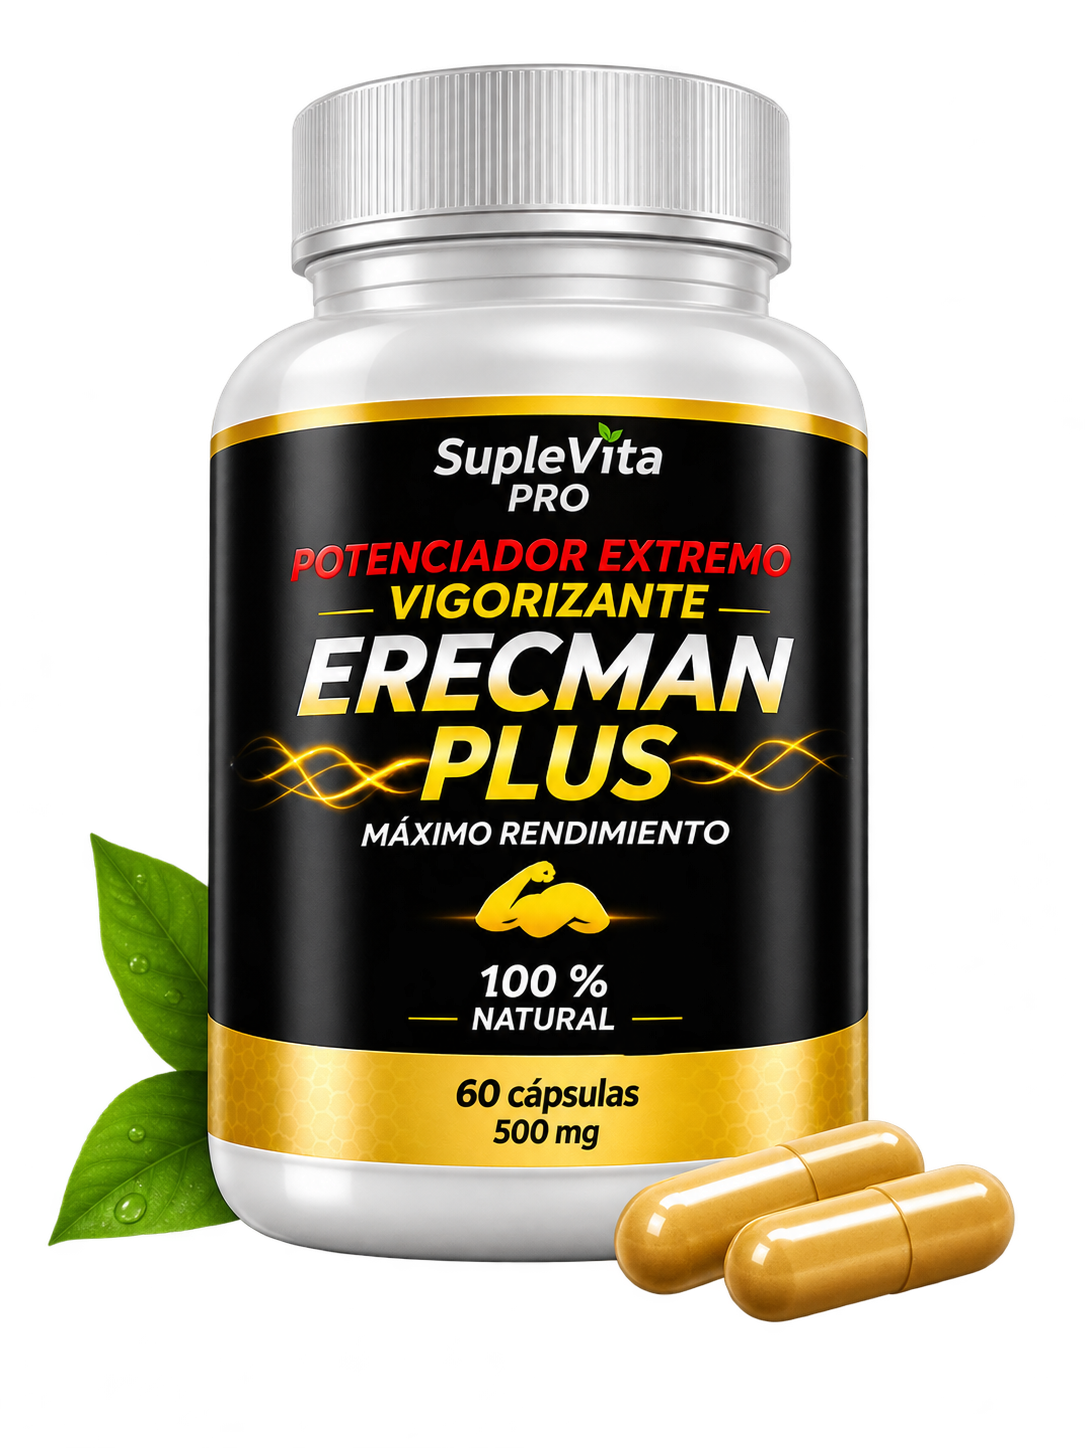 SupleVita
PRO
POTENCIADOR EXTREMO
VIGORIZANTE
ERECMAN
PLUS
MÁXIMO RENDIMIENTO
100 %
NATURAL
60 cápsulas
500 mg